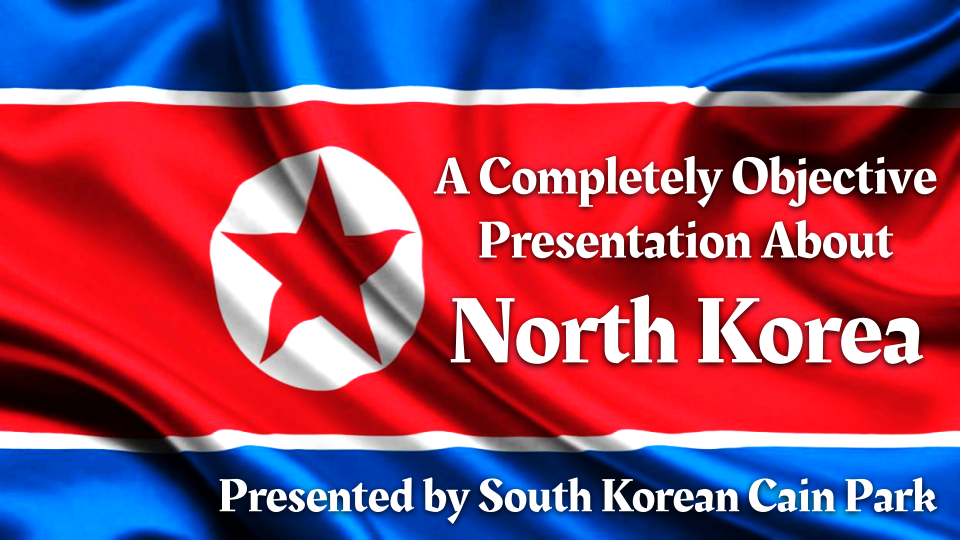 A Completely Objective
Presentation About
North Korea
Presented by South Korean Cain Park